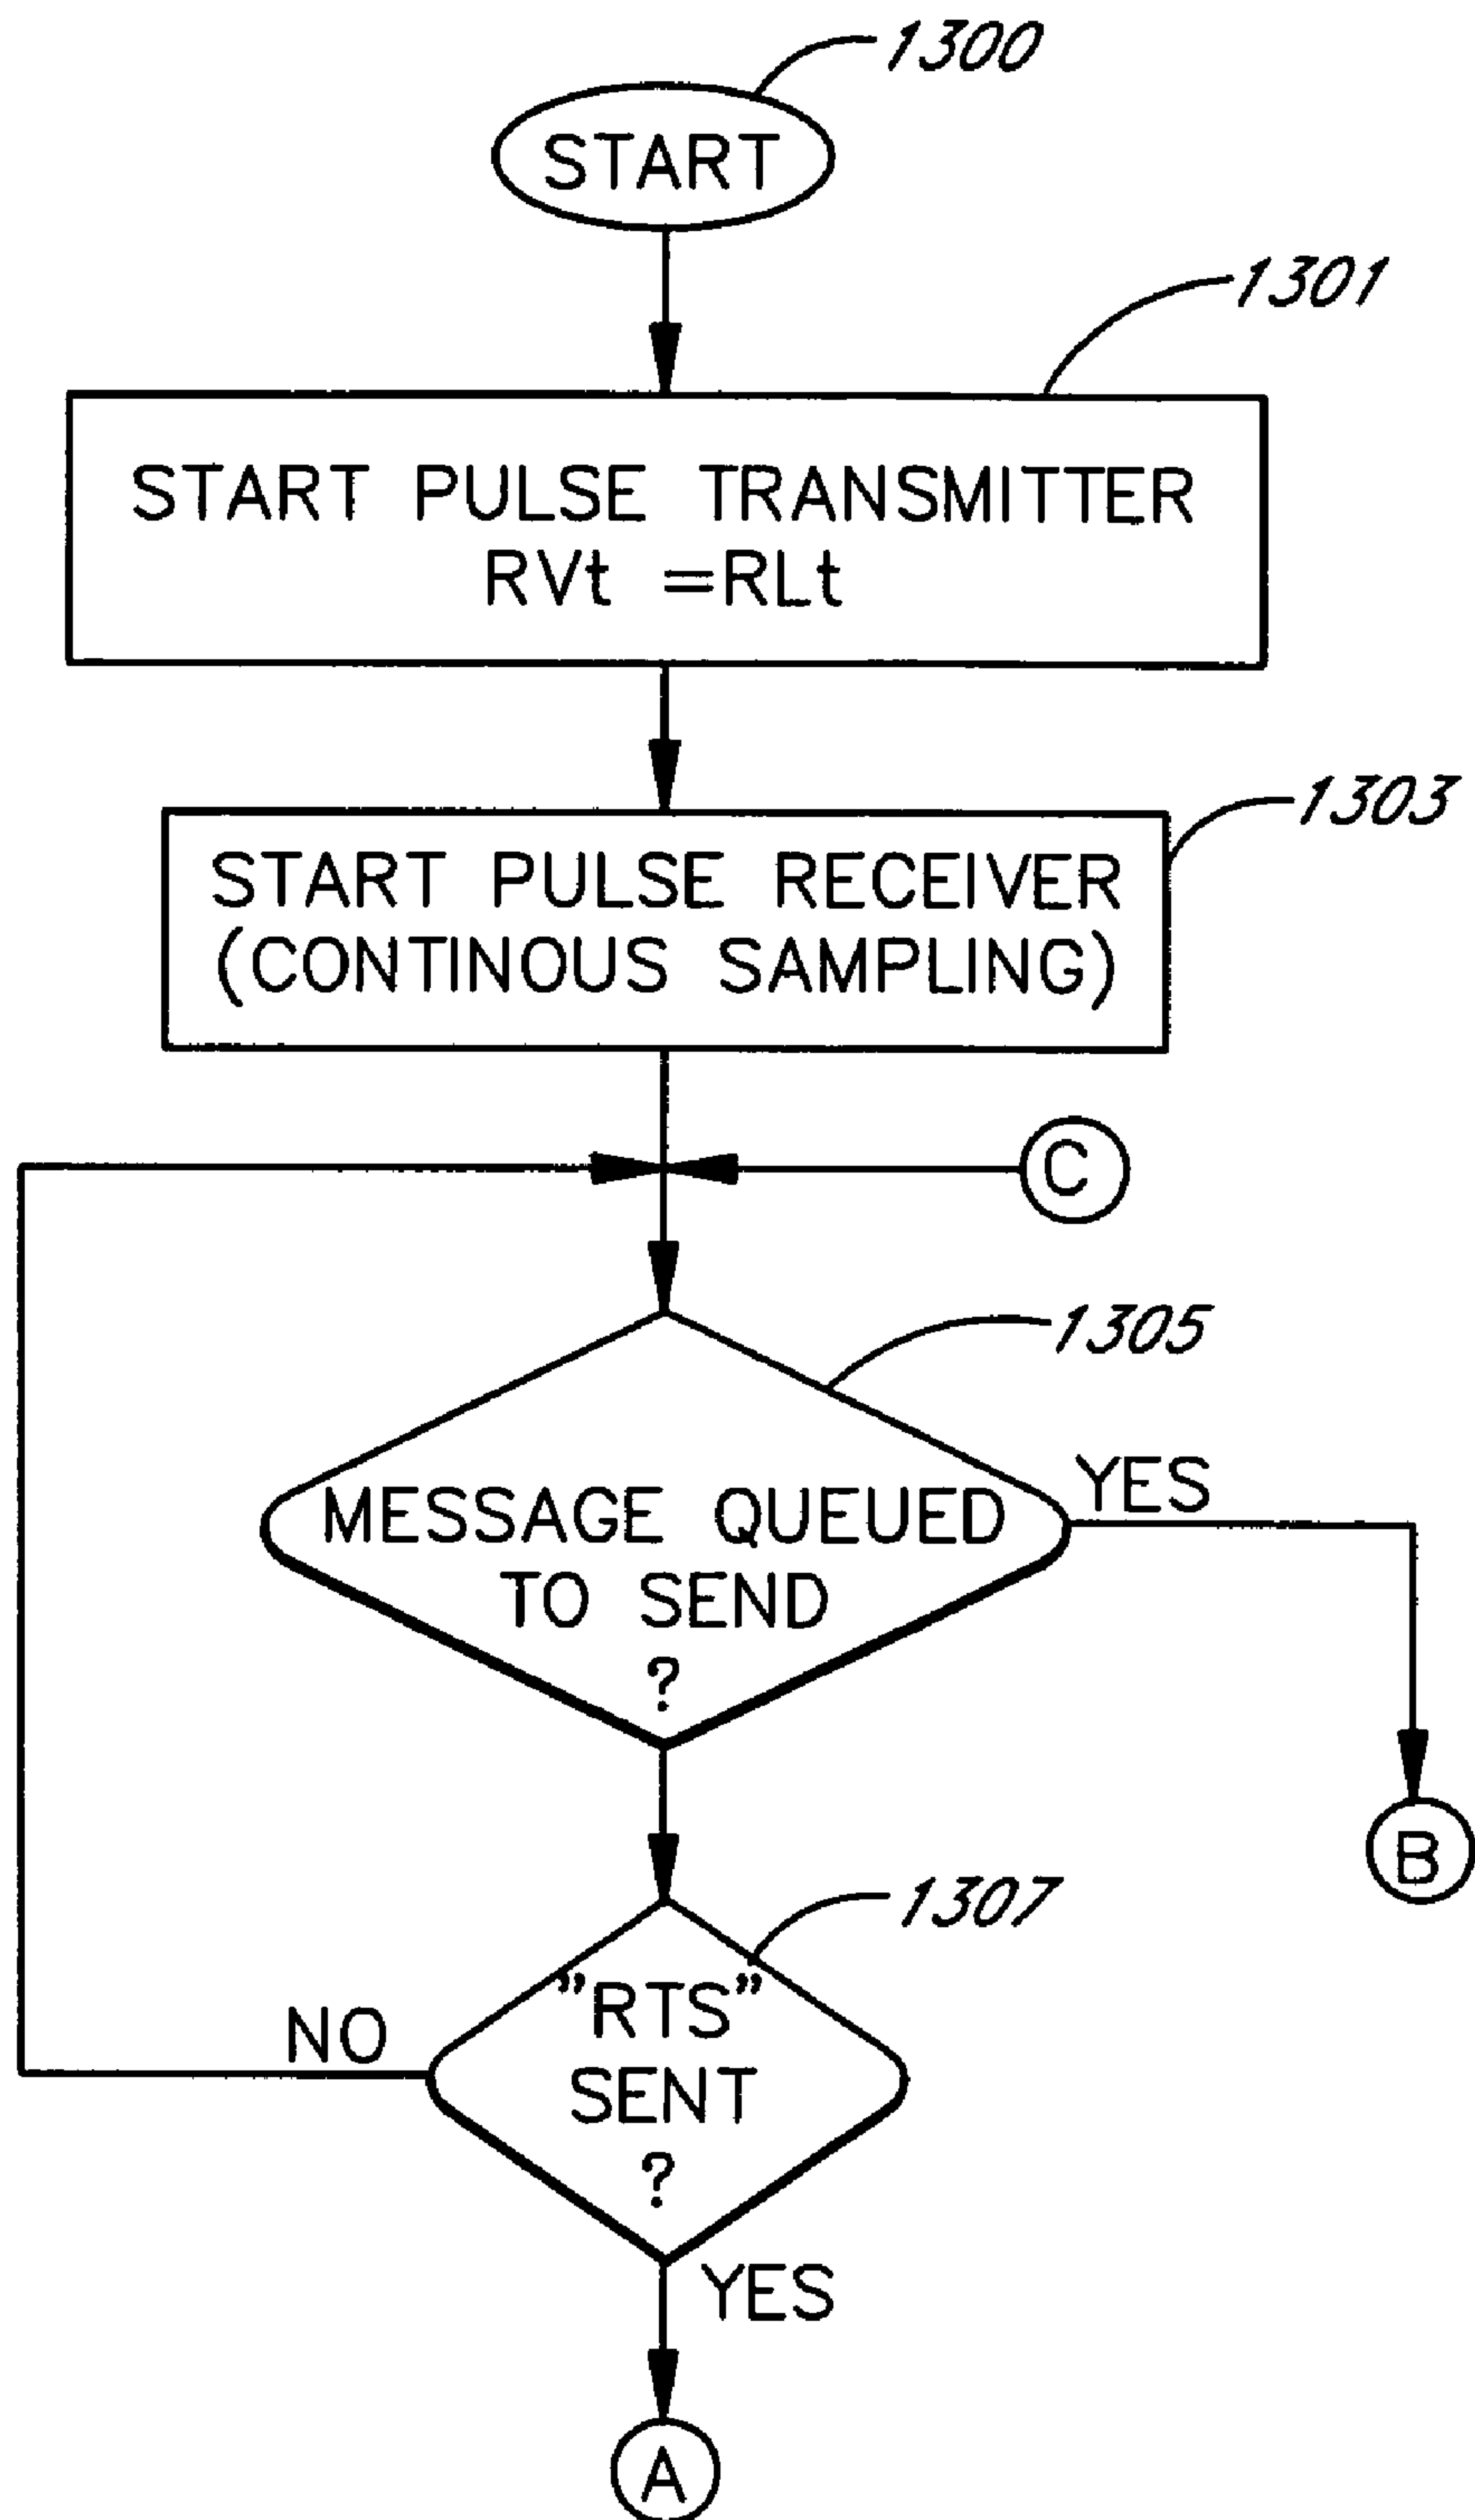 1300
START
1301
START PULSE TRANSMITTER
RVt =RLt
1303
START PULSE RECEIVER
(CONTINOUS SAMPLING)
C
1305
MESSAGE QUEUED
TO SEND
?
YES
B
1307
"RTS"
SENT
?
NO
YES
A